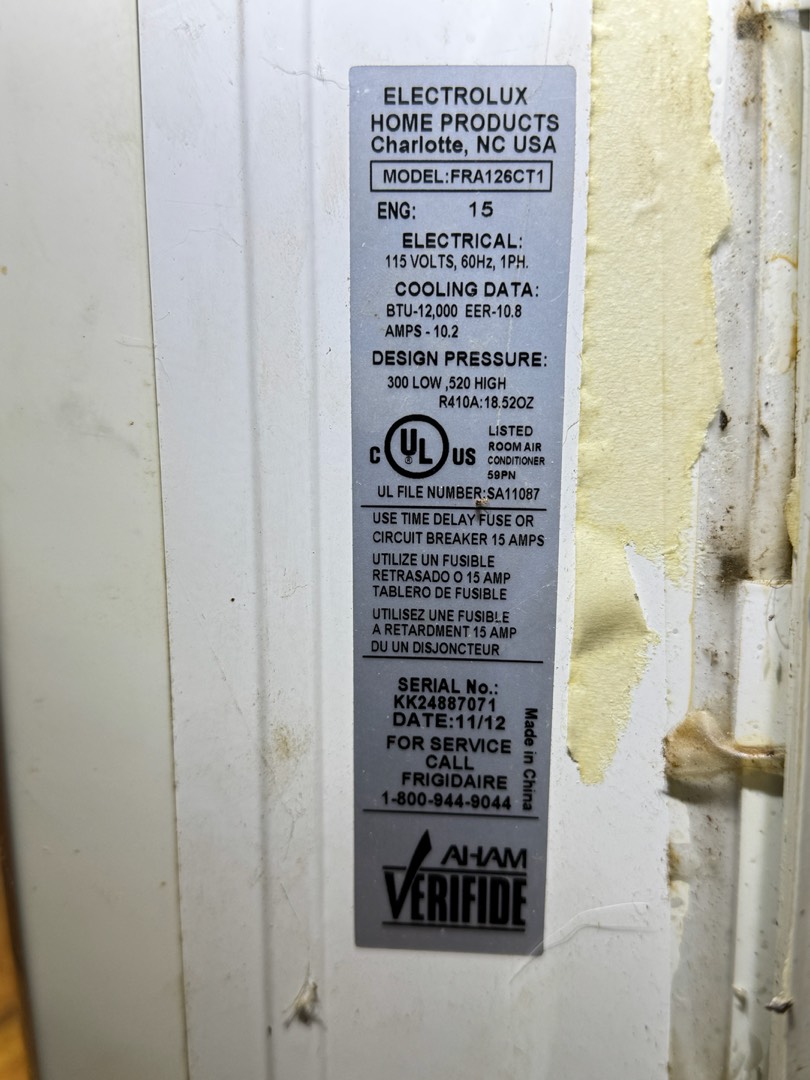 ELECTROLUX
HOME PRODUCTS
Charlotte, NC USA
MODEL:FRA126CT1
ENG: 15
ELECTRICAL:
115 VOLTS, 60Hz, 1PH.
COOLING DATA:
BTU-12,000 EER-10.8
AMPS - 10.2
DESIGN PRESSURE:
300 LOW ,520 HIGH
R410A:18.52OZ
C UL ® US
LISTED
ROOM AIR
CONDITIONER
59PN
UL FILE NUMBER:SA11087
USE TIME DELAY FUSE OR
CIRCUIT BREAKER 15 AMPS
UTILIZE UN FUSIBLE
RETRASADO O 15 AMP
TABLERO DE FUSIBLE
UTILISEZ UNE FUSIBLE
A RETARDMENT 15 AMP
DU UN DISJONCTEUR
SERIAL No.:
KK24887071
DATE:11/12
FOR SERVICE
CALL
FRIGIDAIRE
1-800-944-9044
Made in China
AHAM
VERIFIDE